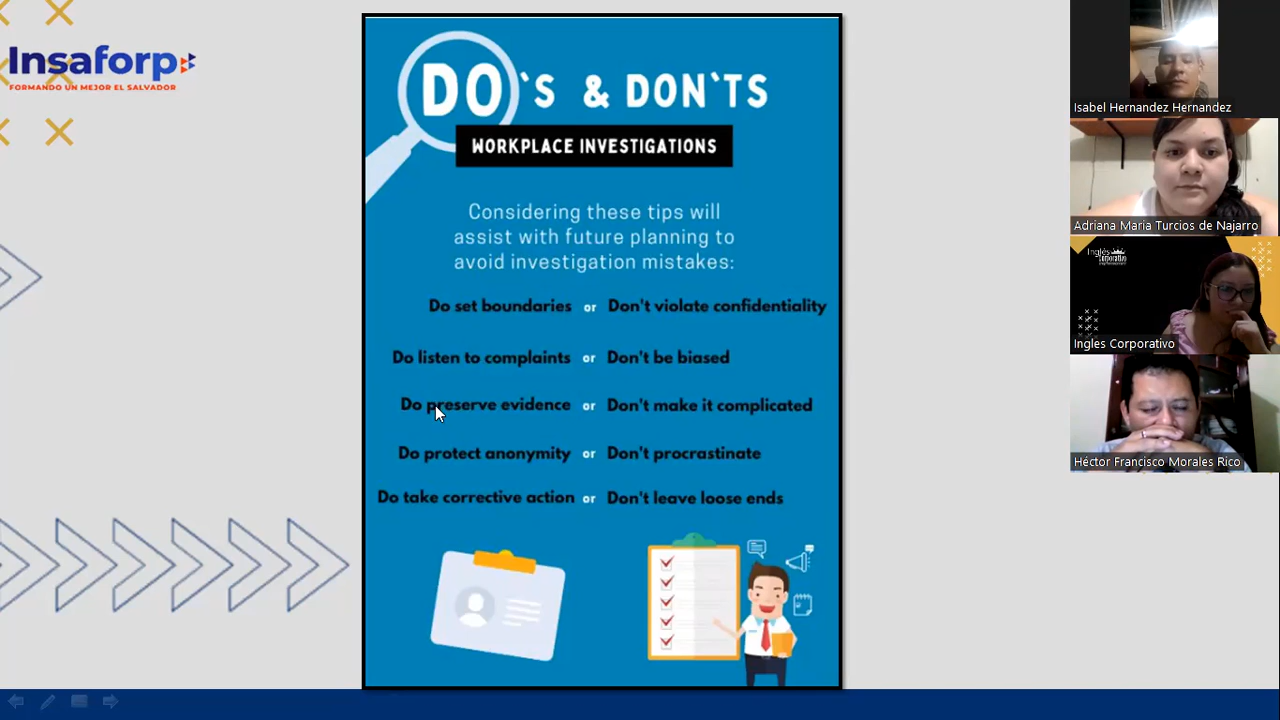 Insaforp
FORMANDO UN MEJOR EL SALVADOR
DO`S & DON`TS
WORKPLACE INVESTIGATIONS
Considering these tips will
assist with future planning to
avoid investigation mistakes:
Do set boundaries or Don't violate confidentiality
Do listen to complaints or Don't be biased
Do preserve evidence or Don't make it complicated
Do protect anonymity or Don't procrastinate
Do take corrective action or Don't leave loose ends
Isabel Hernandez Hernandez
Adriana Maria Turcios de Najarro
Inglés
Corporativo
Ingles Corporativo
Héctor Francisco Morales Rico